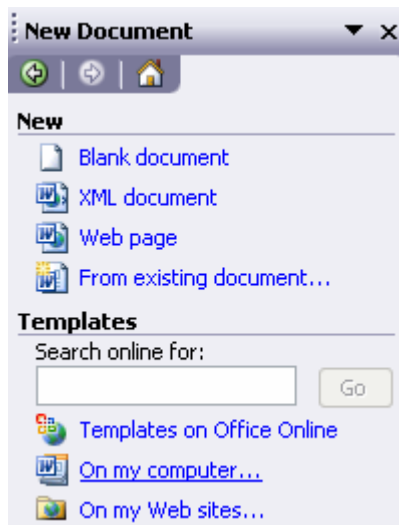 New Document
New
Blank document
XML document
Web page
From existing document...
Templates
Search online for:
Go
Templates on Office Online
On my computer...
On my Web sites...